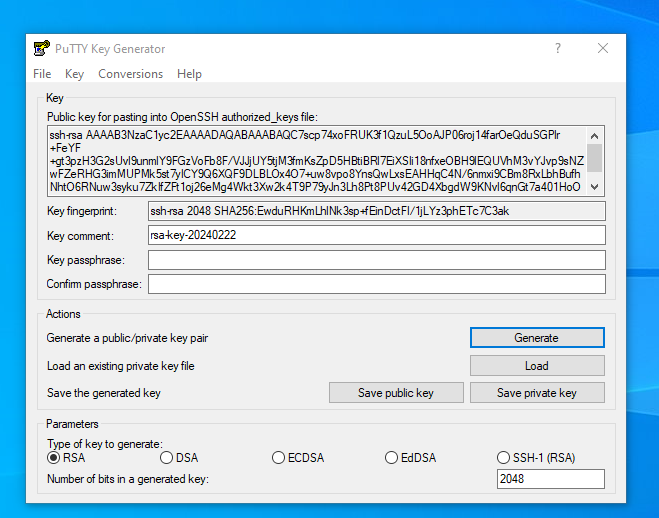 PuTTY Key Generator
?
File Key Conversions Help
Key
Public key for pasting into OpenSSH authorized_keys file:
ssh-rsa AAAAB3NzaC1yc2EAAAADAQABAAABAQC7scp74xoFRUK3f1QzuL5OoAJP06roj14farOeQduSGPIr
+FeYF
+gt3pzH3G2sUvl9unmlY9FGzVoFb8F/VJJjUY5tjM3fmKsZpD5HBtiBRl7EiXSIi18nfxeOBH9lEQUVhM3vYJvp9sNZ
wFZeRHG3imMUPMk5st7ylCY9Q6XQF9DLBLOx4O7+uw8vpo8YnsQwLxsEAHHqC4N/6nmxi9CBm8RxLbhBufh
NhtO6RNuw3syku7ZkIfZFt1oj26eMg4Wkt3Xw2k4T9P79yJn3Lh8Pt8PUv42GD4XbgdW9KNvl6qnGt7a401HoO
Key fingerprint: ssh-rsa 2048 SHA256:EwduRHKmLhlNk3sp+fEinDctFl/1jLYz3phETc7C3ak
Key comment: rsa-key-20240222
Key passphrase:
Confirm passphrase:
Actions
Generate a public/private key pair Generate
Load an existing private key file Load
Save the generated key Save public key Save private key
Parameters
Type of key to generate:
RSA DSA ECDSA EdDSA SSH-1 (RSA)
Number of bits in a generated key: 2048